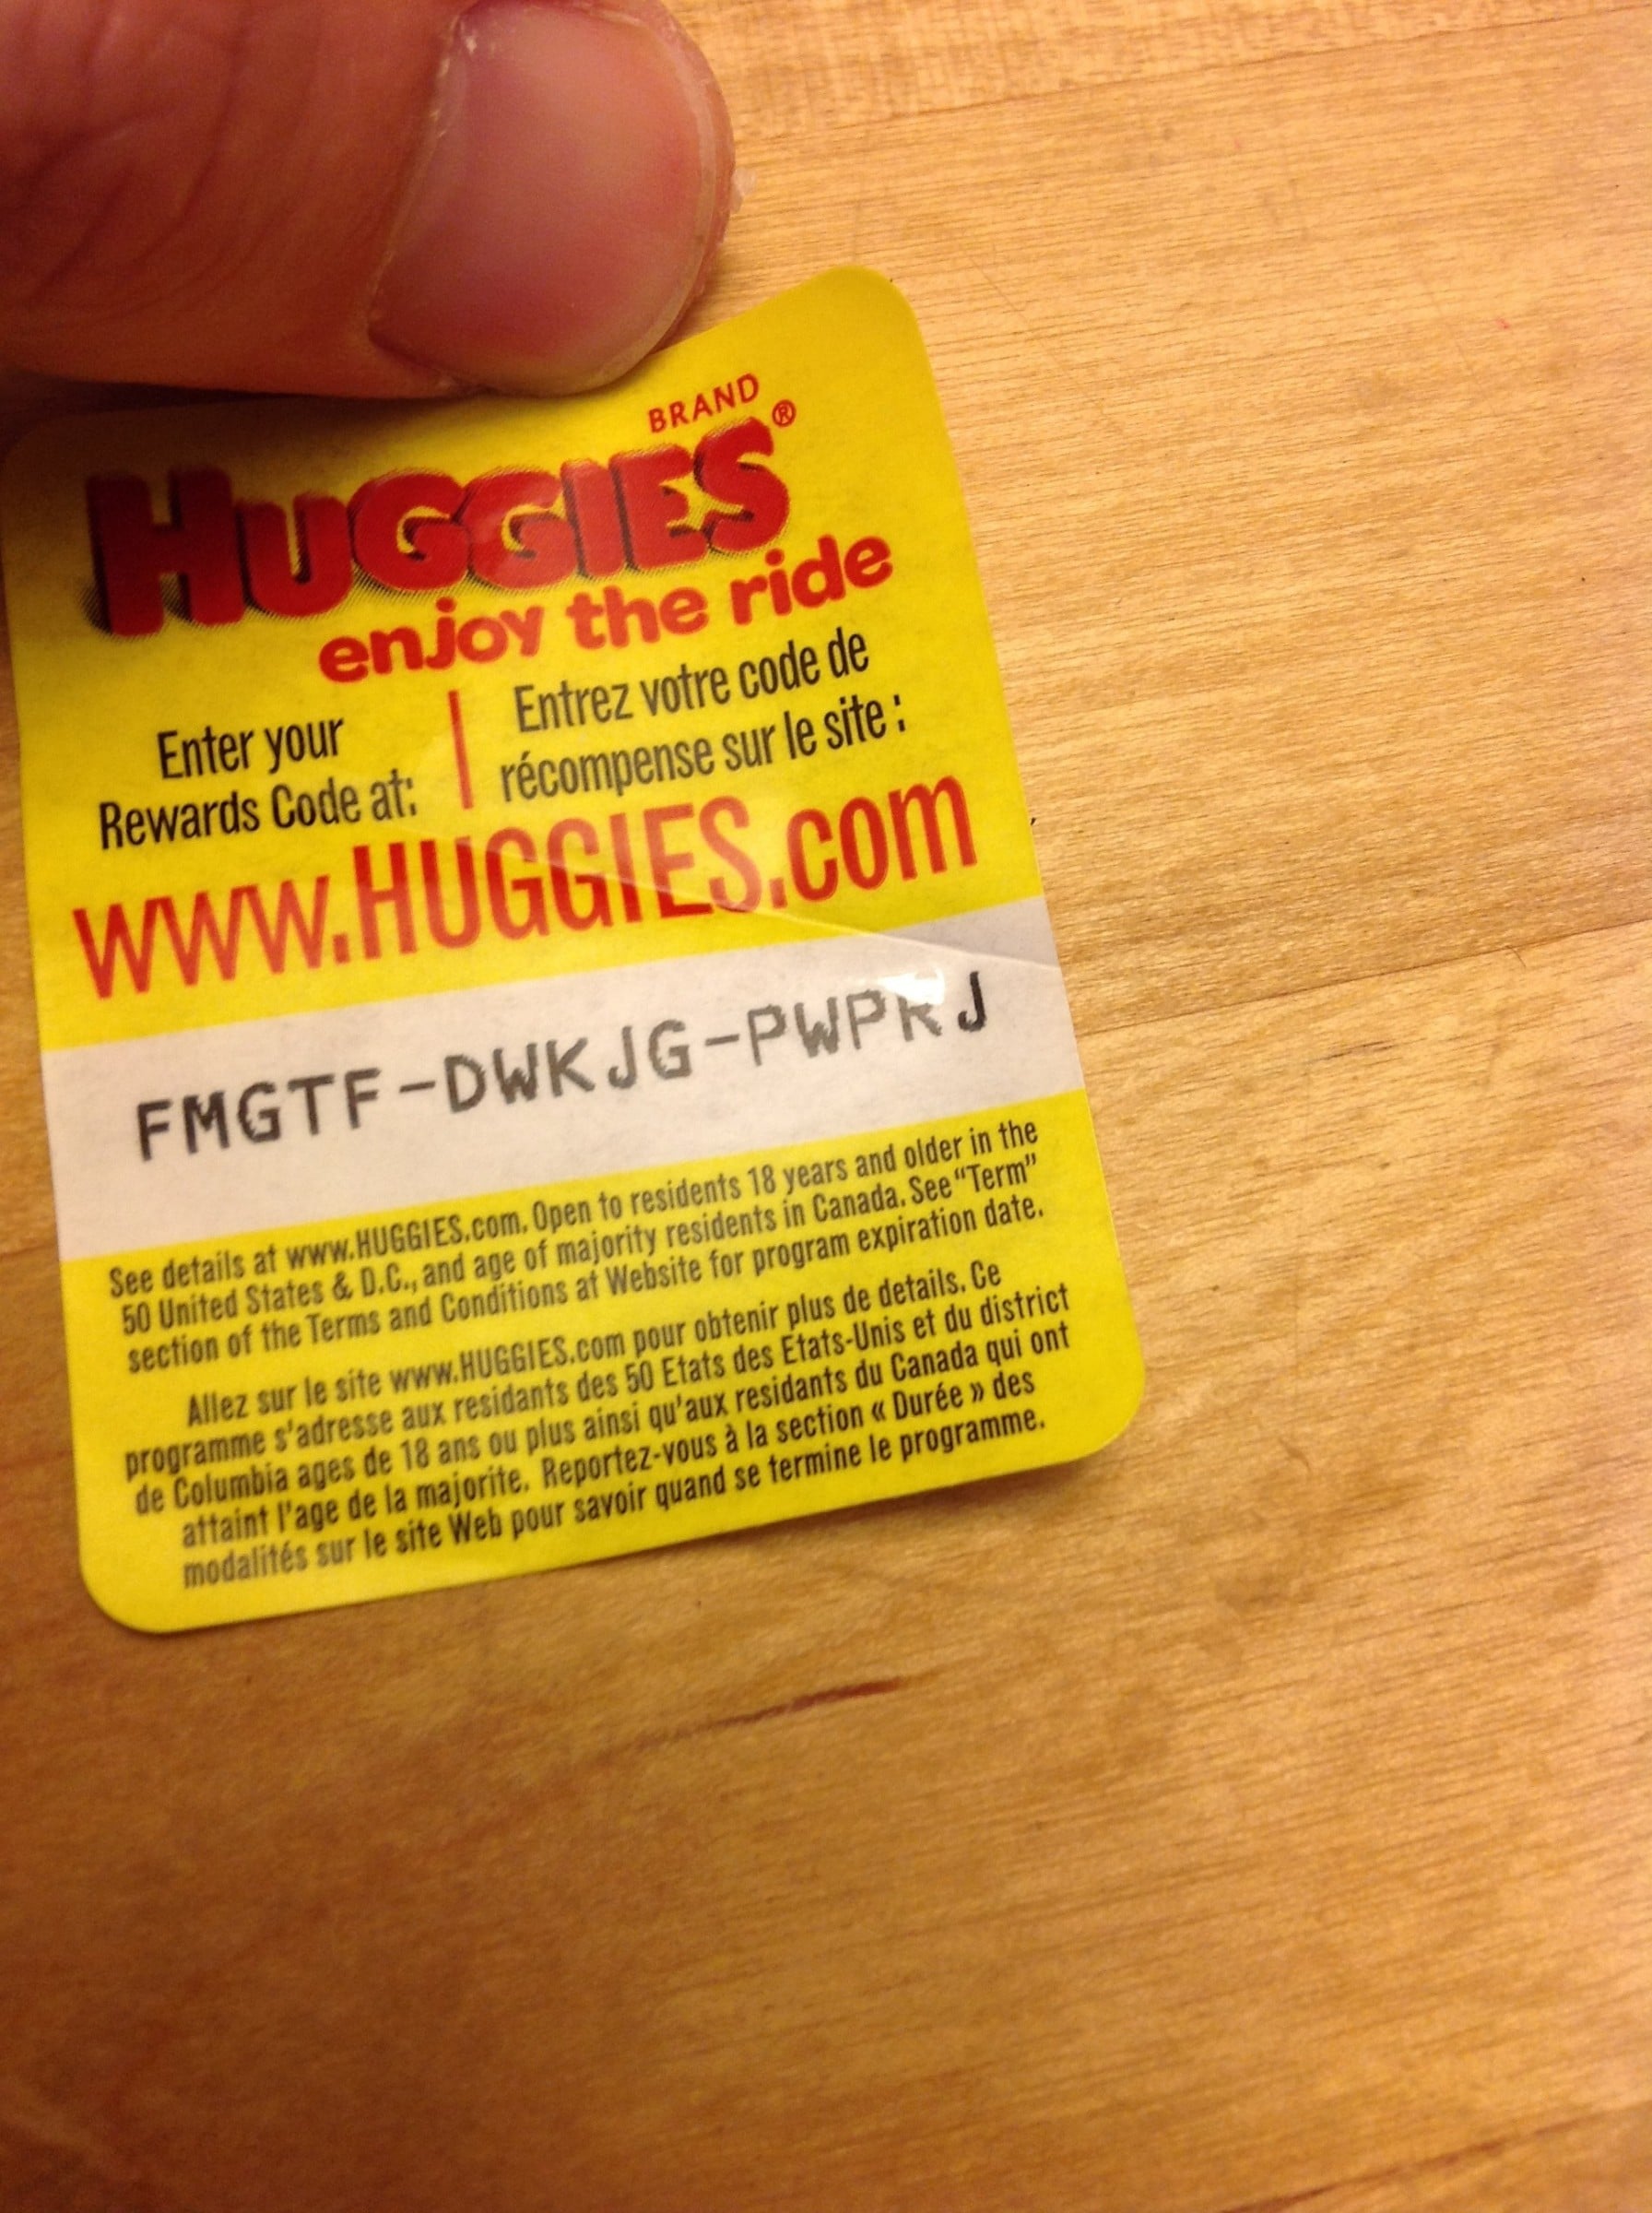 BRAND
HUGGIES®
enjoy the ride
Enter your
Rewards Code at:
Entrez votre code de
récompense sur le site :
www.HUGGIES.com
FMGTF-DWKJG-PWPRJ
See details at www.HUGGIES.com. Open to residents 18 years and older in the
50 United States & D.C., and age of majority residents in Canada. See "Term"
section of the Terms and Conditions at Website for program expiration date.
Allez sur le site www.HUGGIES.com pour obtenir plus de details. Ce
programme s'adresse aux residants des 50 Etats des Etats-Unis et du district
de Columbia ages de 18 ans ou plus ainsi qu'aux residants du Canada qui ont
attaint l'age de la majorite. Reportez-vous à la section « Durée » des
modalités sur le site Web pour savoir quand se termine le programme.